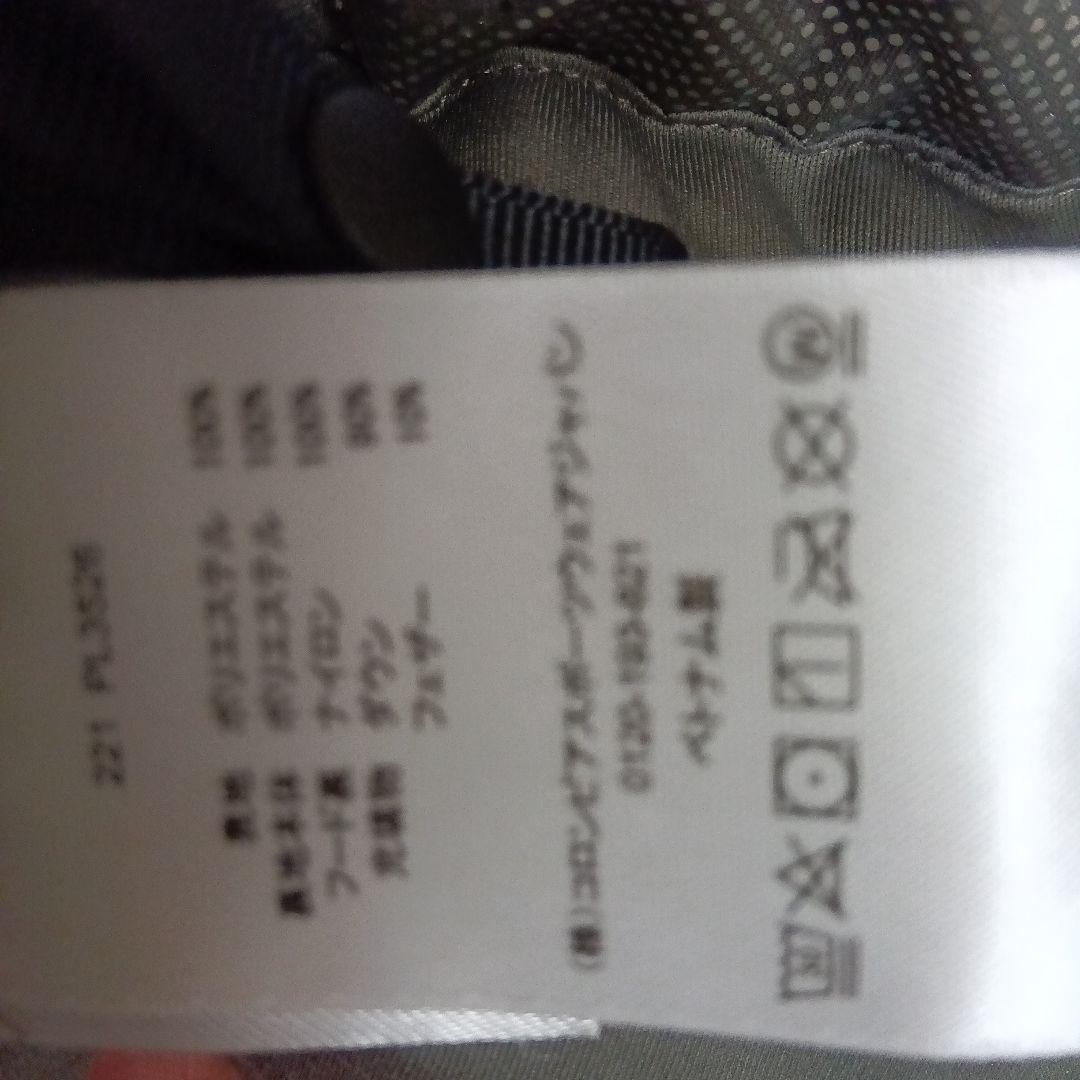 221 PL3526
表地 ポリエステル 100%
裏地本体 ポリエステル 100%
フード裏 ナイロン 100%
充填物 ダウン 90%
フェザー 10%
(株)コロンビアスポーツウェアジャパン
0120-193-821
ベトナム製